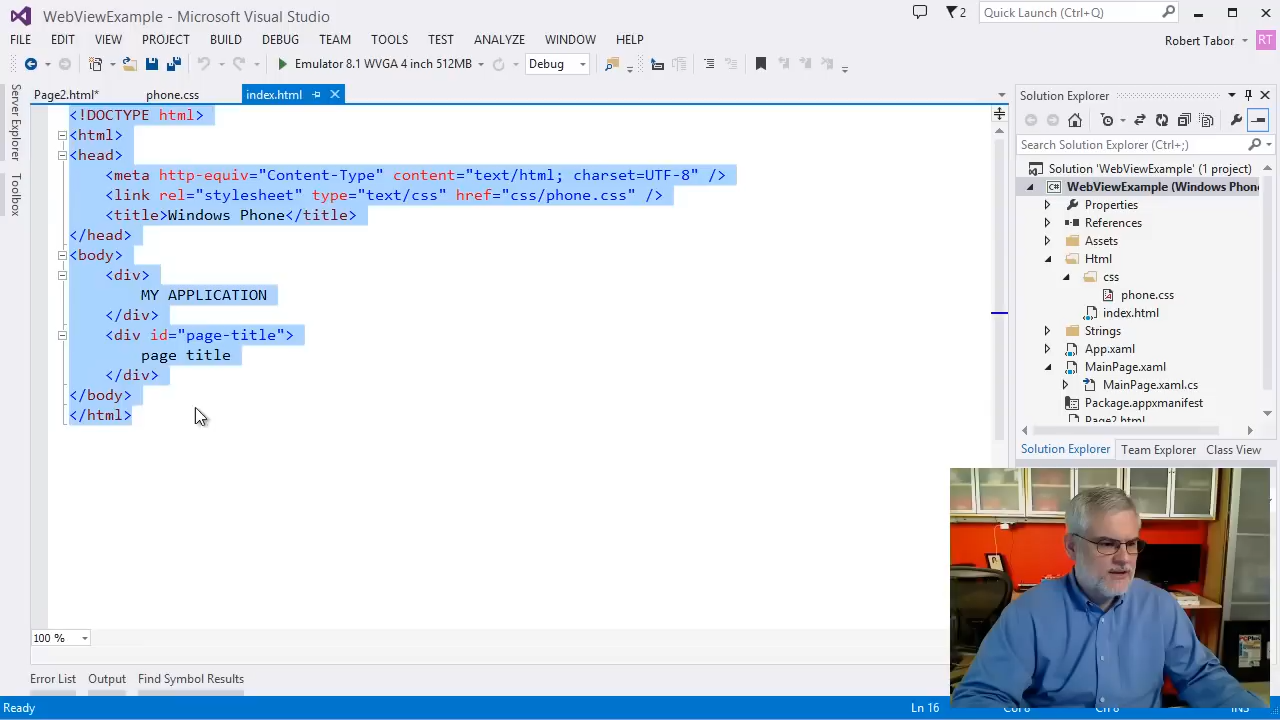 WebViewExample - Microsoft Visual Studio
2
Quick Launch (Ctrl+Q)
FILE EDIT VIEW PROJECT BUILD DEBUG TEAM TOOLS TEST ANALYZE WINDOW HELP
Robert Tabor
RT
Emulator 8.1 WVGA 4 inch 512MB
Debug
Server Explorer
Toolbox
Page2.html*
phone.css
index.html
<!DOCTYPE html>
<html>
<head>
<meta http-equiv="Content-Type" content="text/html; charset=UTF-8" />
<link rel="stylesheet" type="text/css" href="css/phone.css" />
<title>Windows Phone</title>
</head>
<body>
<div>
MY APPLICATION
</div>
<div id="page-title">
page title
</div>
</body>
</html>
100 %
Solution Explorer
Search Solution Explorer (Ctrl+;)
Solution 'WebViewExample' (1 project)
C# WebViewExample (Windows Phon
Properties
References
Assets
Html
css
phone.css
index.html
Strings
App.xaml
MainPage.xaml
MainPage.xaml.cs
Package.appxmanifest
Page2.html
Solution Explorer Team Explorer Class View
Error List Output Find Symbol Results
Ready
Ln 16